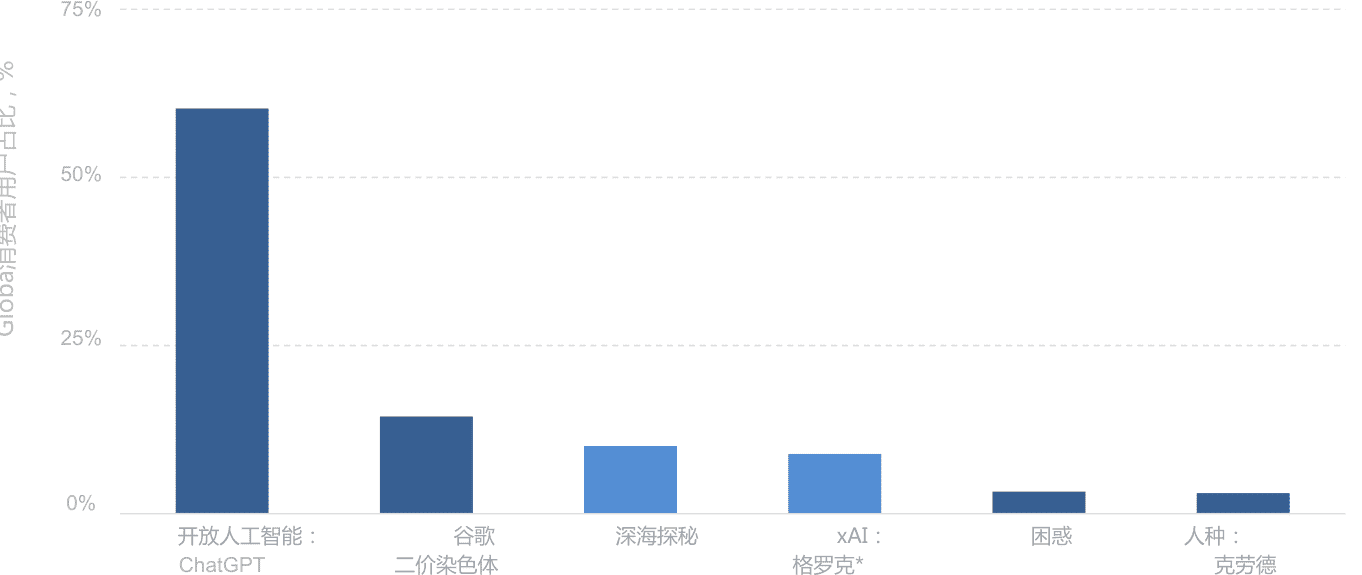 75%
50%
25%
0%
Globa消费者用户占比，%
开放人工智能：
ChatGPT
谷歌
二价染色体
深海探秘
xAI：
格罗克*
困惑
人种：
克劳德